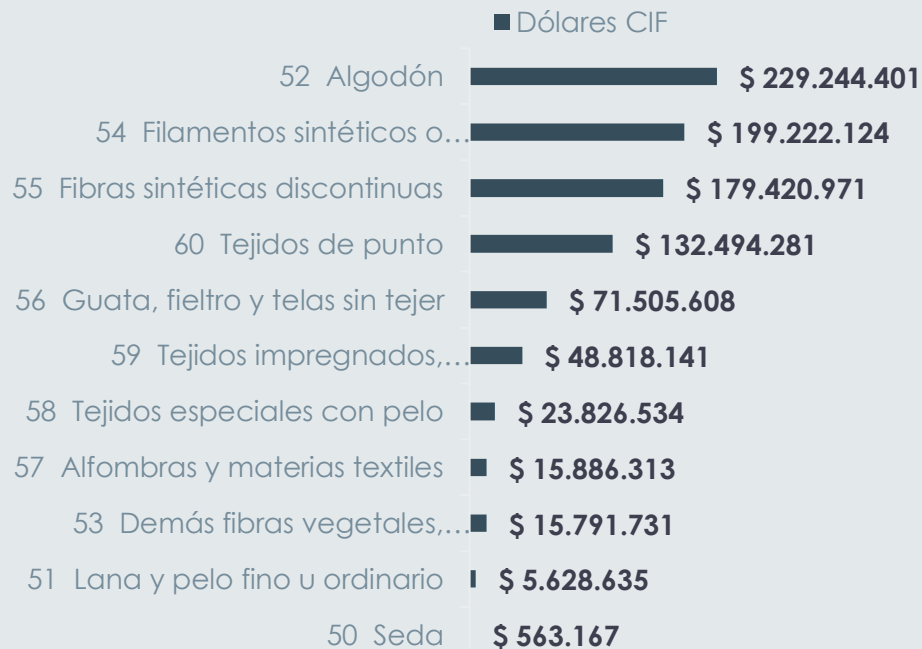 Dólares CIF
52 Algodón $ 229.244.401
54 Filamentos sintéticos o… $ 199.222.124
55 Fibras sintéticas discontinuas $ 179.420.971
60 Tejidos de punto $ 132.494.281
56 Guata, fieltro y telas sin tejer $ 71.505.608
59 Tejidos impregnados,… $ 48.818.141
58 Tejidos especiales con pelo $ 23.826.534
57 Alfombras y materias textiles $ 15.886.313
53 Demás fibras vegetales,… $ 15.791.731
51 Lana y pelo fino u ordinario $ 5.628.635
50 Seda $ 563.167